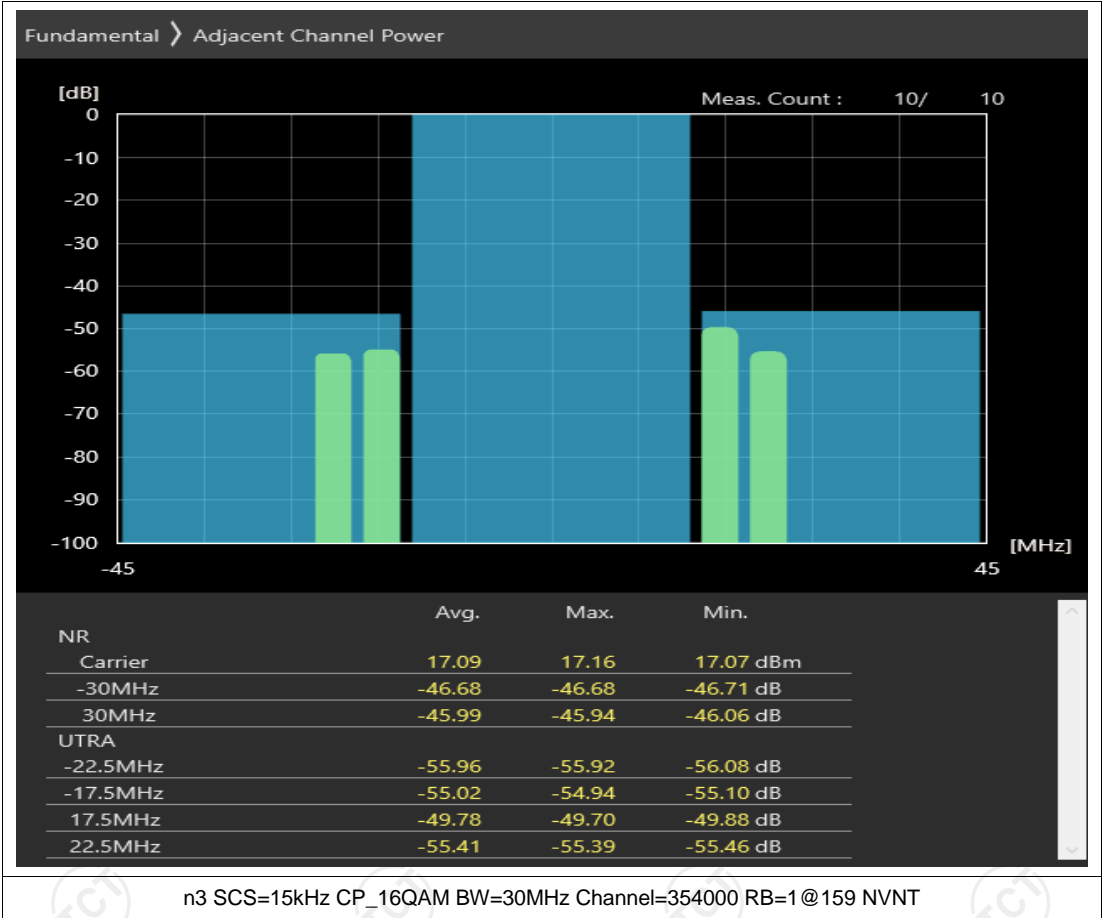 Fundamental 〉 Adjacent Channel Power
[dB]
Meas. Count : 10/ 10
0
-10
-20
-30
-40
-50
-60
-70
-80
-90
-100
[MHz]
-45 45
Avg. Max. Min.
NR
Carrier 17.09 17.16 17.07 dBm
-30MHz -46.68 -46.68 -46.71 dB
30MHz -45.99 -45.94 -46.06 dB
UTRA
-22.5MHz -55.96 -55.92 -56.08 dB
-17.5MHz -55.02 -54.94 -55.10 dB
17.5MHz -49.78 -49.70 -49.88 dB
22.5MHz -55.41 -55.39 -55.46 dB
TCT TCT TCT TCT
n3 SCS=15kHz CP_16QAM BW=30MHz Channel=354000 RB=1@159 NVNT